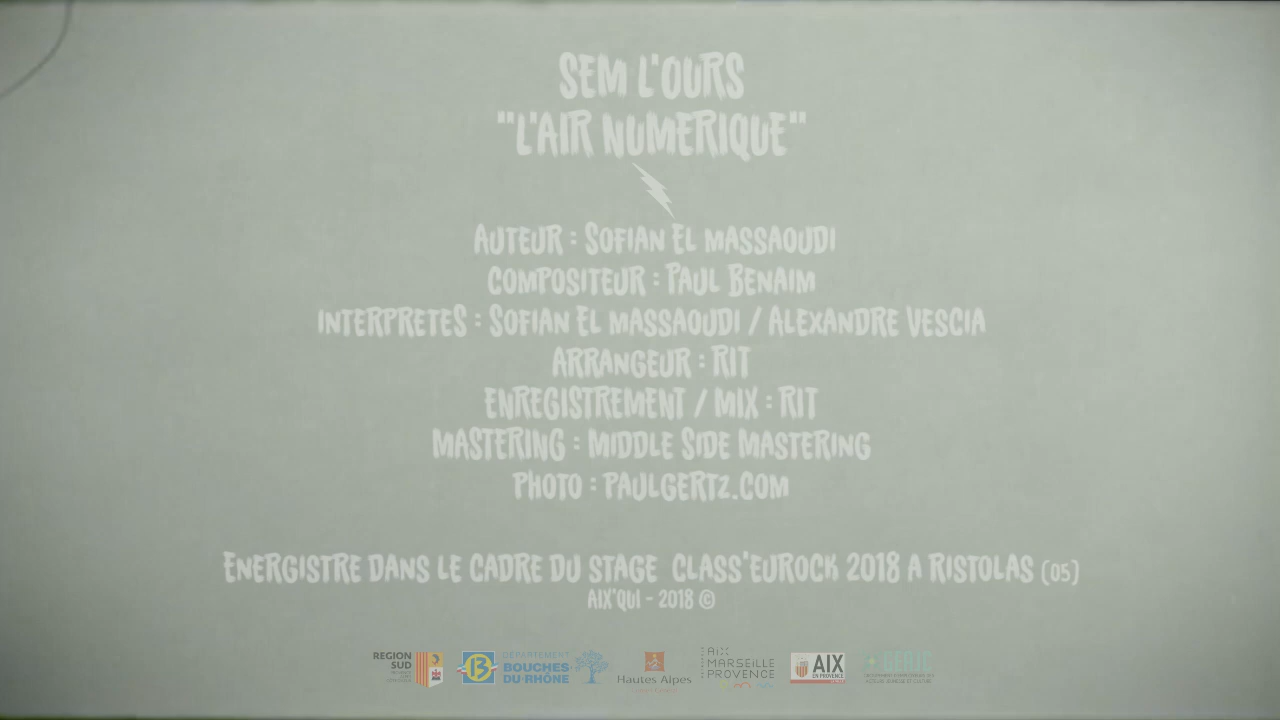 SEM L'OURS
"L'AIR NUMERIQUE"
AUTEUR : SOFIAN EL MASSAOUDI
COMPOSITEUR : PAUL BENAIM
INTERPRETES : SOFIAN EL MASSAOUDI / ALEXANDRE VESCIA
ARRANGEUR : RIT
ENREGISTREMENT / MIX : RIT
MASTERING : MIDDLE SIDE MASTERING
PHOTO : PAULGERTZ.COM
ENERGISTRE DANS LE CADRE DU STAGE CLASS'EUROCK 2018 A RISTOLAS (05)
AIX'QUI - 2018 ©
REGION
SUD
DÉPARTEMENT
BOUCHES
DU RHÔNE
Hautes Alpes
AIX
MARSEILLE
PROVENCE
AIX
EN PROVENCE